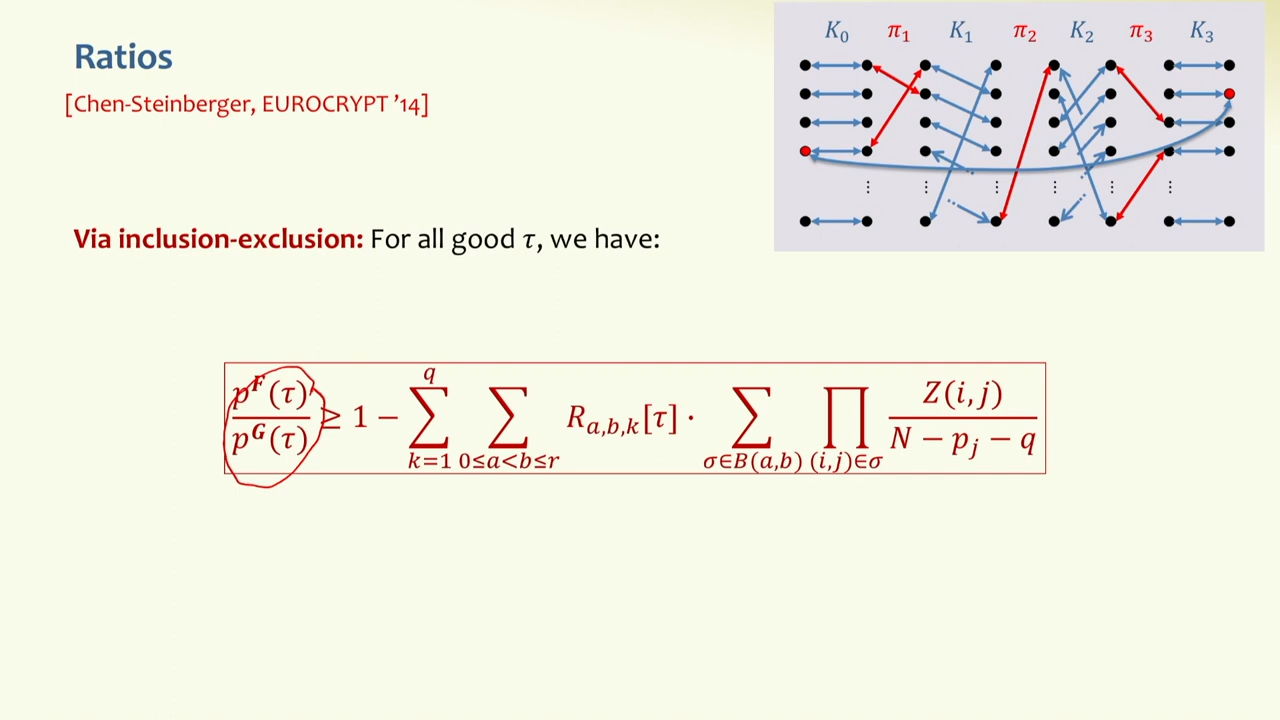 Ratios
[Chen-Steinberger, EUROCRYPT ’14]
K₀ π₁ K₁ π₂ K₂ π₃ K₃
Via inclusion-exclusion: For all good τ, we have:
p^F(τ) / p^G(τ) ≥ 1 − ∑_{k=1}^{q} ∑_{0≤a<b≤r} R_{a,b,k}[τ] · ∑_{σ∈B(a,b)} ∏_{(i,j)∈σ} Z(i,j) / (N − p_j − q)